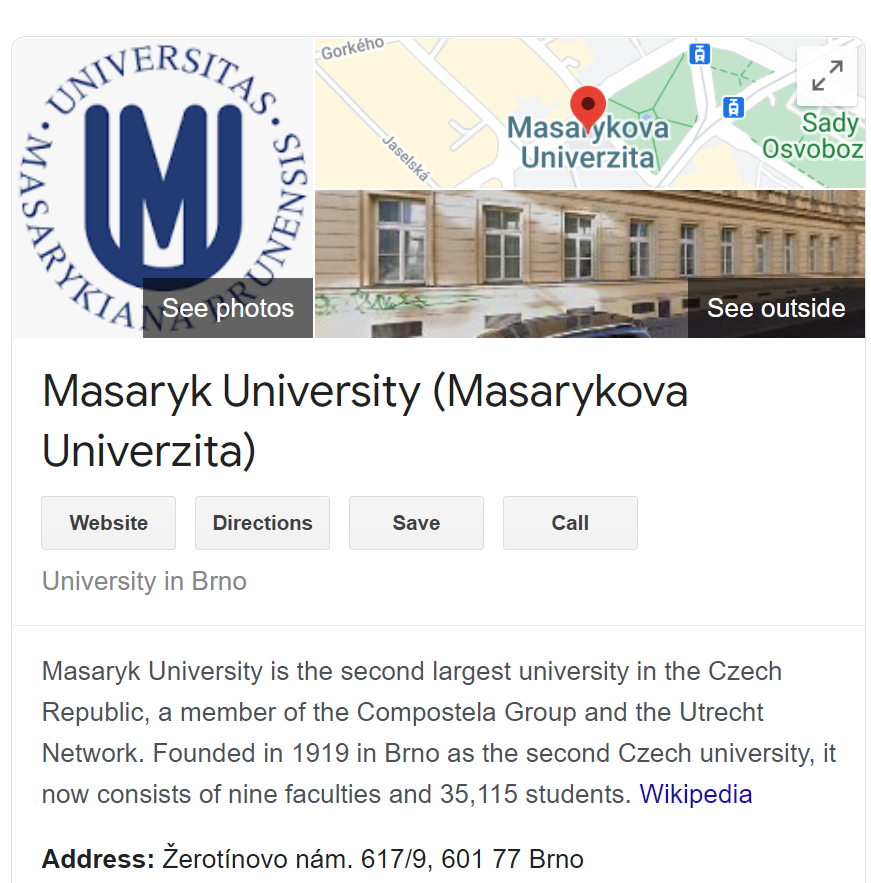 UNIVERSITAS • MASARYKIANA BRUNENSIS •
Gorkého
Jaselská
Masarykova
Univerzita
Sady
Osvoboz
See photos
See outside
Masaryk University (Masarykova
Univerzita)
Website Directions Save Call
University in Brno
Masaryk University is the second largest university in the Czech
Republic, a member of the Compostela Group and the Utrecht
Network. Founded in 1919 in Brno as the second Czech university, it
now consists of nine faculties and 35,115 students. Wikipedia
Address: Žerotínovo nám. 617/9, 601 77 Brno